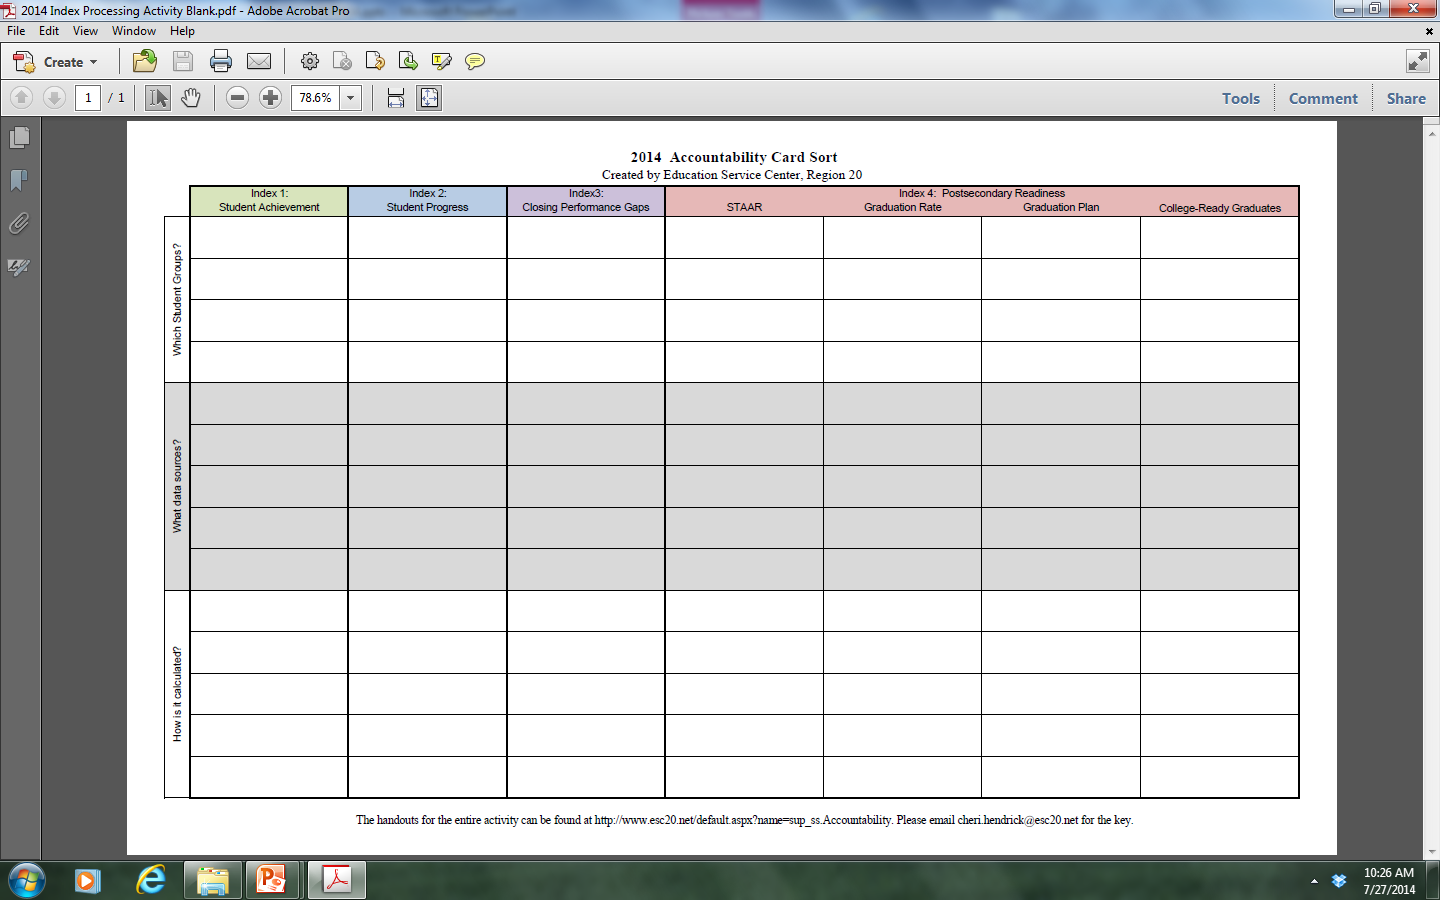 2014 Index Processing Activity Blank.pdf - Adobe Acrobat Pro
File Edit View Window Help
Create
1 / 1 78.6% Tools Comment Share
2014 Accountability Card Sort
Created by Education Service Center, Region 20
Index 1:
Student Achievement
Index 2:
Student Progress
Index3:
Closing Performance Gaps
Index 4: Postsecondary Readiness
STAAR Graduation Rate Graduation Plan College-Ready Graduates
Which Student Groups?
What data sources?
How is it calculated?
The handouts for the entire activity can be found at http://www.esc20.net/default.aspx?name=sup_ss.Accountability. Please email cheri.hendrick@esc20.net for the key.
10:26 AM
7/27/2014